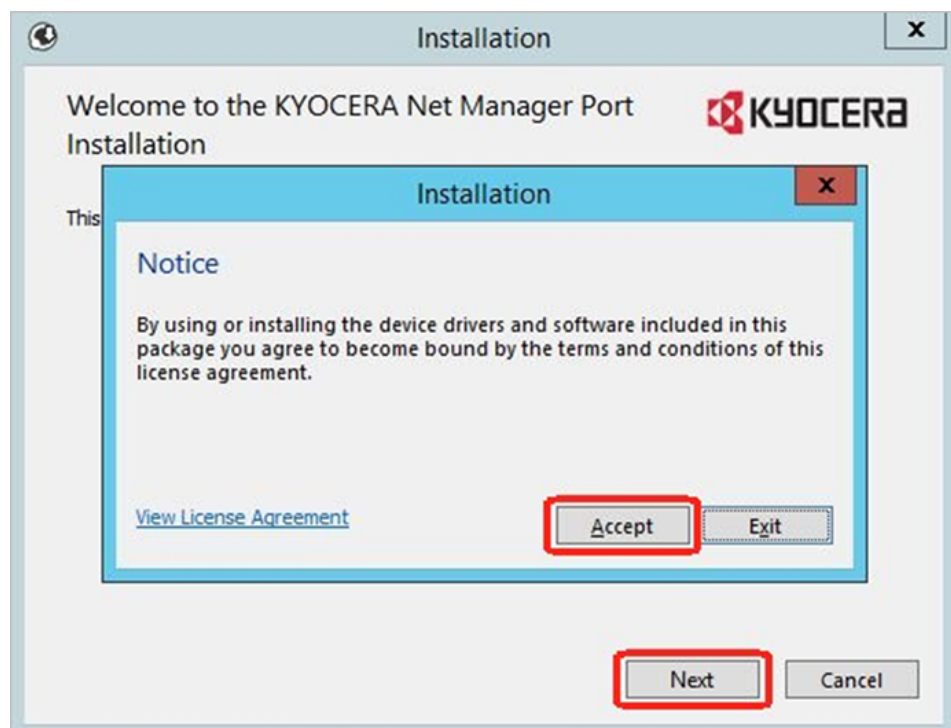 Installation
x
Welcome to the KYOCERA Net Manager Port
Installation
KYOCERA
This
Installation
x
Notice
By using or installing the device drivers and software included in this
package you agree to become bound by the terms and conditions of this
license agreement.
View License Agreement
Accept
Exit
Next
Cancel